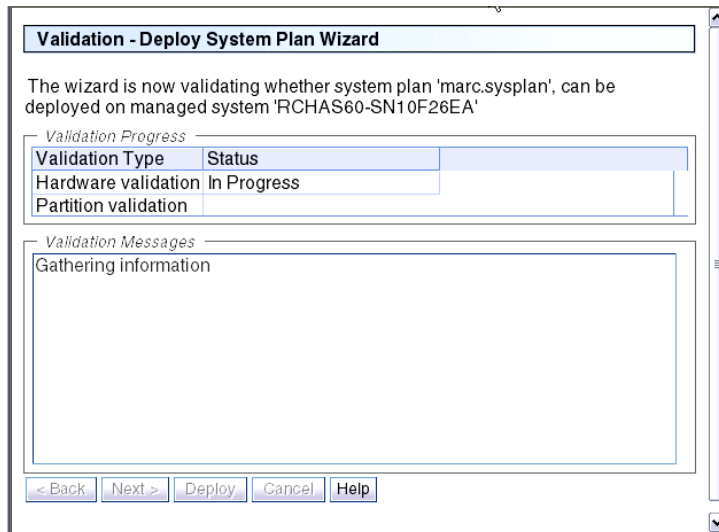 Validation - Deploy System Plan Wizard
The wizard is now validating whether system plan 'marc.sysplan', can be
deployed on managed system 'RCHAS60-SN10F26EA'
Validation Progress
Validation Type Status
Hardware validation In Progress
Partition validation
Validation Messages
Gathering information
< Back Next > Deploy Cancel Help